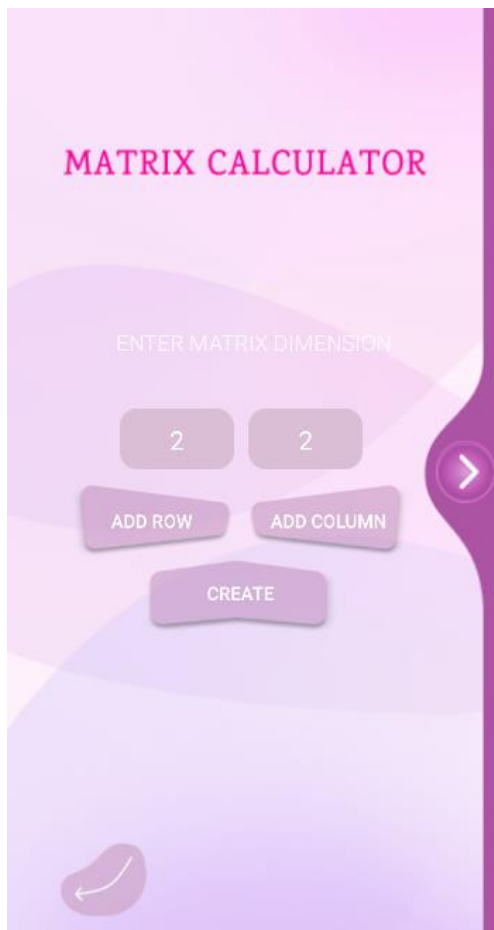 MATRIX CALCULATOR
ENTER MATRIX DIMENSION
2 2
ADD ROW ADD COLUMN
CREATE